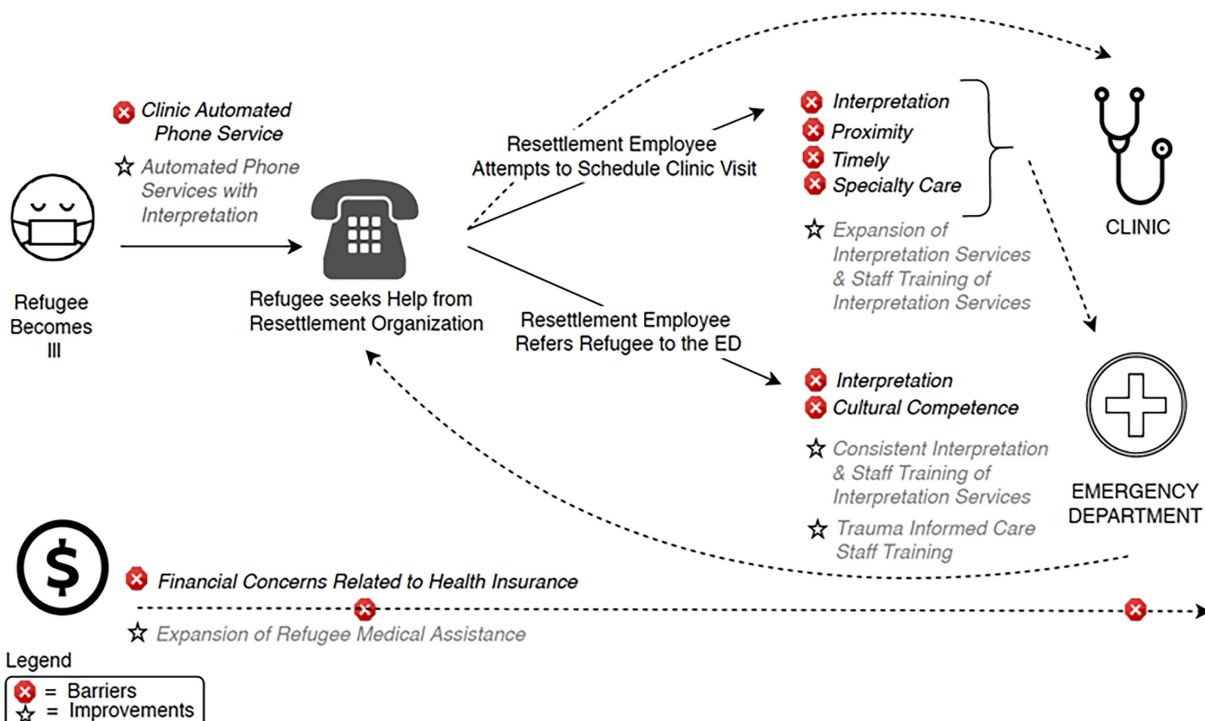 Clinic Automated
Phone Service
Automated Phone
Services with
Interpretation
Refugee
Becomes
Ill
Refugee seeks Help from
Resettlement Organization
Resettlement Employee
Attempts to Schedule Clinic Visit
Resettlement Employee
Refers Refugee to the ED
Interpretation
Proximity
Timely
Specialty Care
Expansion of
Interpretation Services
& Staff Training of
Interpretation Services
CLINIC
Interpretation
Cultural Competence
Consistent Interpretation
& Staff Training of
Interpretation Services
Trauma Informed Care
Staff Training
EMERGENCY
DEPARTMENT
$
Financial Concerns Related to Health Insurance
Expansion of Refugee Medical Assistance
Legend
= Barriers
= Improvements